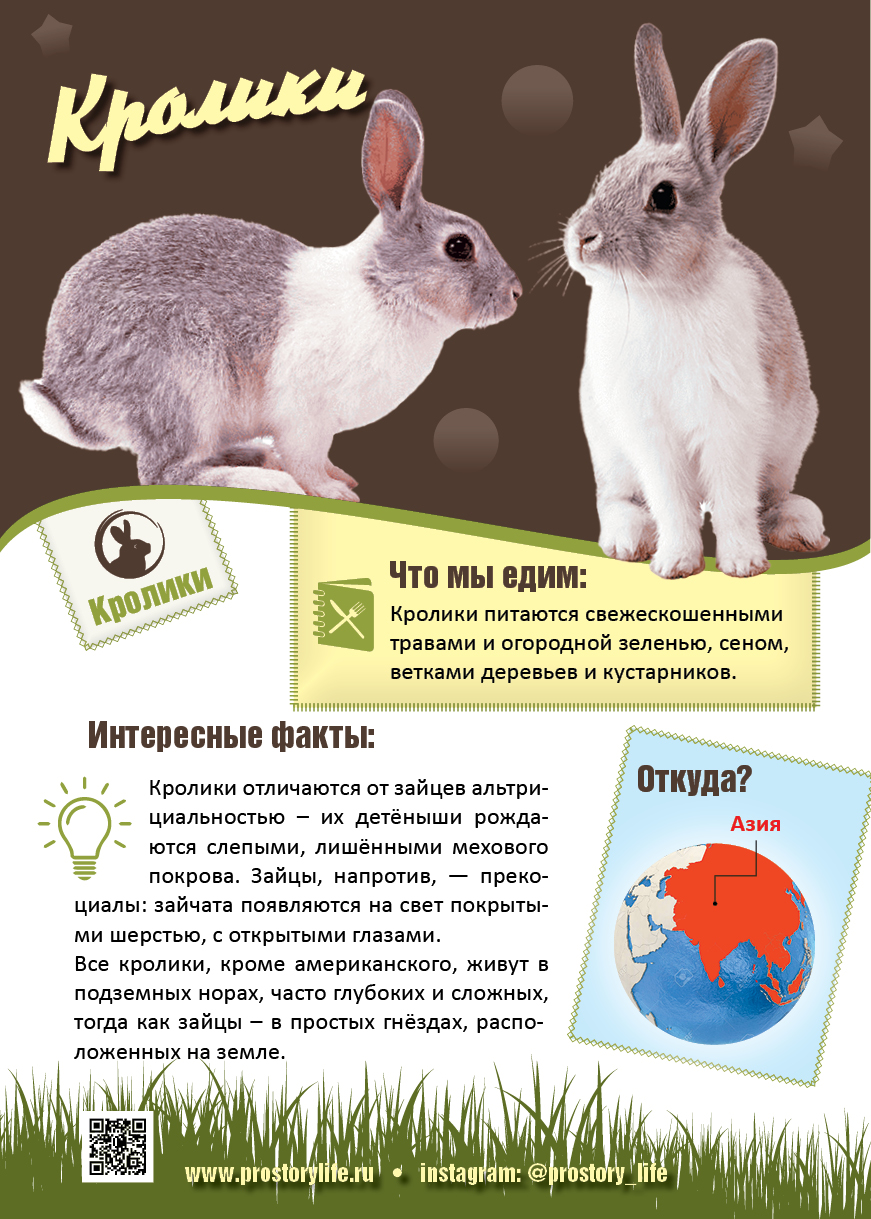 Кролики
Кролики
Что мы едим:
Кролики питаются свежескошенными
травами и огородной зеленью, сеном,
ветками деревьев и кустарников.
Интересные факты:
Кролики отличаются от зайцев альтри-
циальностью – их детёныши рожда-
ются слепыми, лишёнными мехового
покрова. Зайцы, напротив, — преко-
циалы: зайчата появляются на свет покрыты-
ми шерстью, с открытыми глазами.
Все кролики, кроме американского, живут в
подземных норах, часто глубоких и сложных,
тогда как зайцы – в простых гнёздах, распо-
ложенных на земле.
Откуда?
Азия
www.prostorylife.ru • instagram: @prostory_life